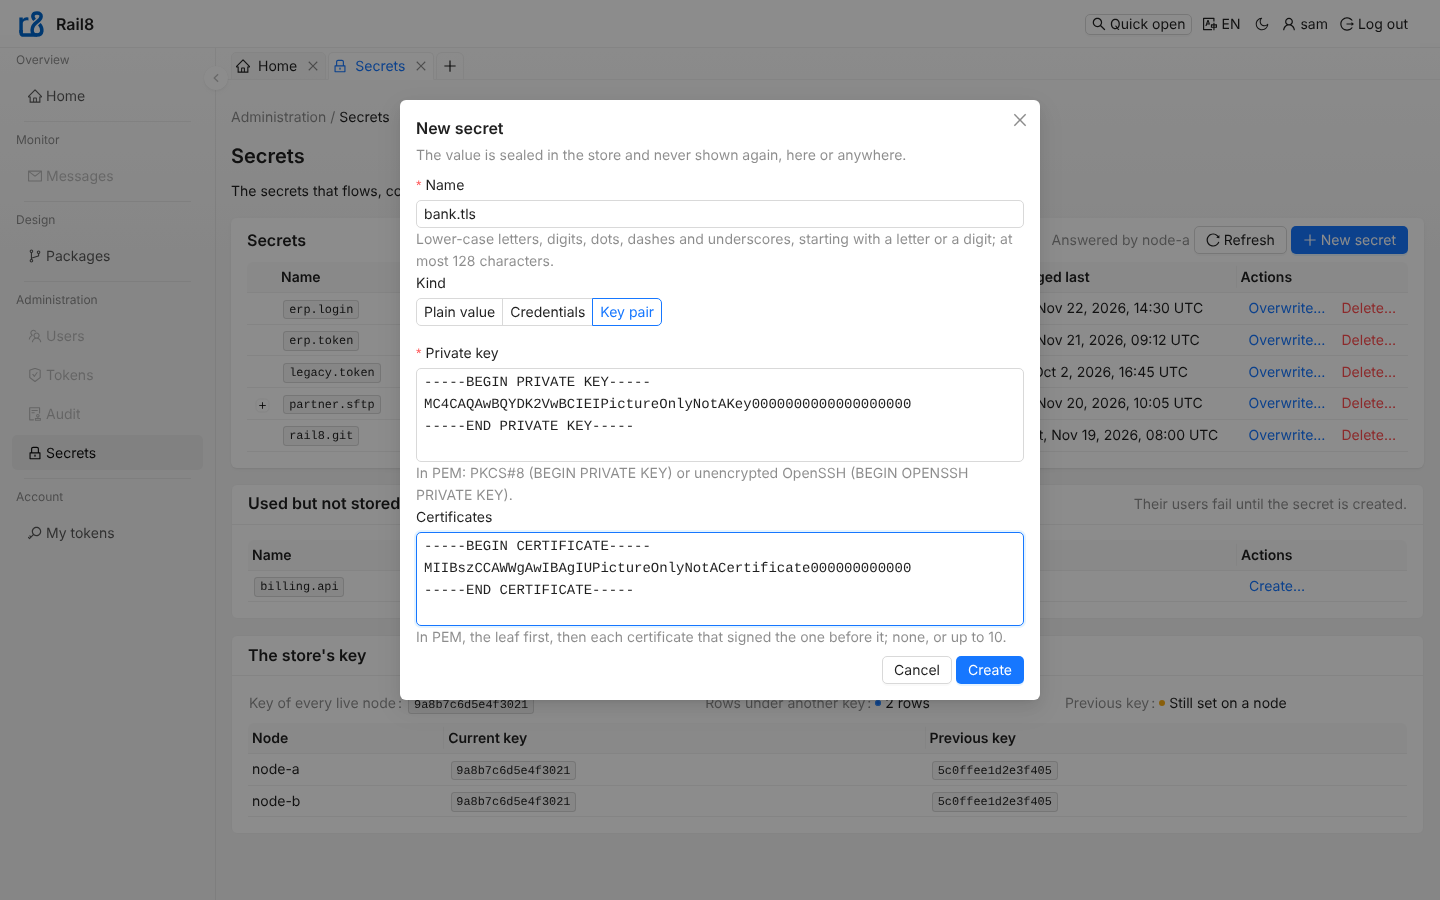 Rail8
Quick open
EN
sam
Log out
Overview
Home
Monitor
Messages
Design
Packages
Administration
Users
Tokens
Audit
Secrets
Account
My tokens
Home
Secrets
Administration / Secrets
Secrets
The secrets that flows,
Secrets
Answered by node-a
Refresh
New secret
Name
last
Actions
erp.login
Nov 22, 2026, 14:30 UTC
Overwrite...
Delete...
erp.token
Nov 21, 2026, 09:12 UTC
Overwrite...
Delete...
legacy.token
Oct 2, 2026, 16:45 UTC
Overwrite...
Delete...
partner.sftp
Nov 20, 2026, 10:05 UTC
Overwrite...
Delete...
rail8.git
Nov 19, 2026, 08:00 UTC
Overwrite...
Delete...
Used but not stored
Their users fail until the secret is created.
Name
Actions
billing.api
Create...
The store's key
Key of every live node: 9a8b7c6d5e4f3021
Rows under another key: 2 rows
Previous key: Still set on a node
Node
Current key
Previous key
node-a
9a8b7c6d5e4f3021
5c0ffee1d2e3f405
node-b
9a8b7c6d5e4f3021
5c0ffee1d2e3f405
New secret
The value is sealed in the store and never shown again, here or anywhere.
* Name
bank.tls
Lower-case letters, digits, dots, dashes and underscores, starting with a letter or a digit; at
most 128 characters.
Kind
Plain value
Credentials
Key pair
* Private key
-----BEGIN PRIVATE KEY-----
MC4CAQAwBQYDK2VwBCIEIPictureOnlyNotAKey0000000000000000000
-----END PRIVATE KEY-----
In PEM: PKCS#8 (BEGIN PRIVATE KEY) or unencrypted OpenSSH (BEGIN OPENSSH
PRIVATE KEY).
Certificates
-----BEGIN CERTIFICATE-----
MIIBszCCAWWgAwIBAgIUPictureOnlyNotACertificate000000000000
-----END CERTIFICATE-----
In PEM, the leaf first, then each certificate that signed the one before it; none, or up to 10.
Cancel
Create